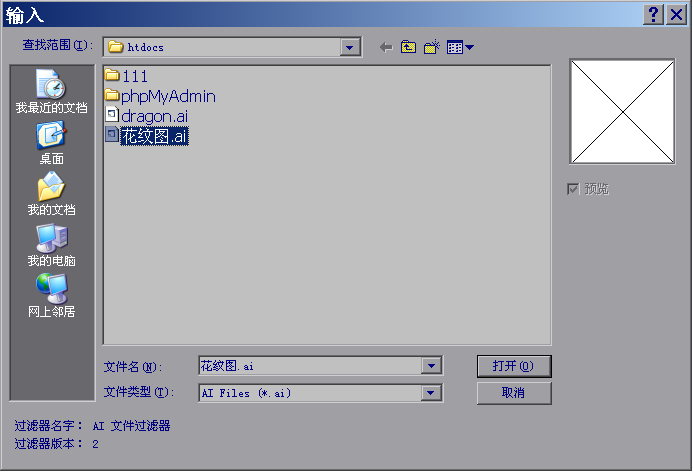 输入
查找范围(I):
htdocs
我最近的文档
桌面
我的文档
我的电脑
网上邻居
111
phpMyAdmin
dragon.ai
花纹图.ai
预览
文件名(N):
花纹图.ai
打开(O)
文件类型(T):
AI Files (*.ai)
取消
过滤器名字： AI 文件过滤器
过滤器版本： 2